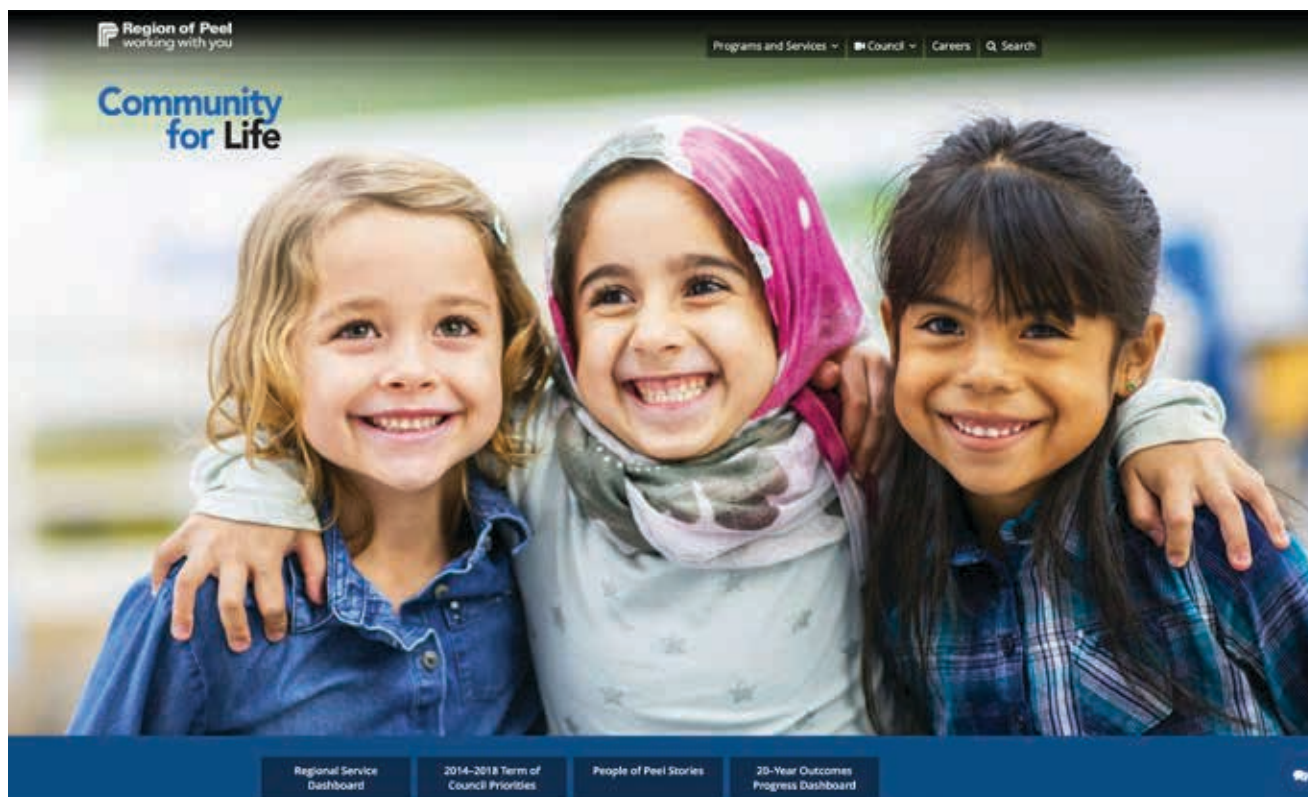 Region of Peel
working with you
Programs and Services
Council
Careers
Search
Community
for Life
Regional Service
Dashboard
2014–2018 Term of
Council Priorities
People of Peel Stories
20–Year Outcomes
Progress Dashboard